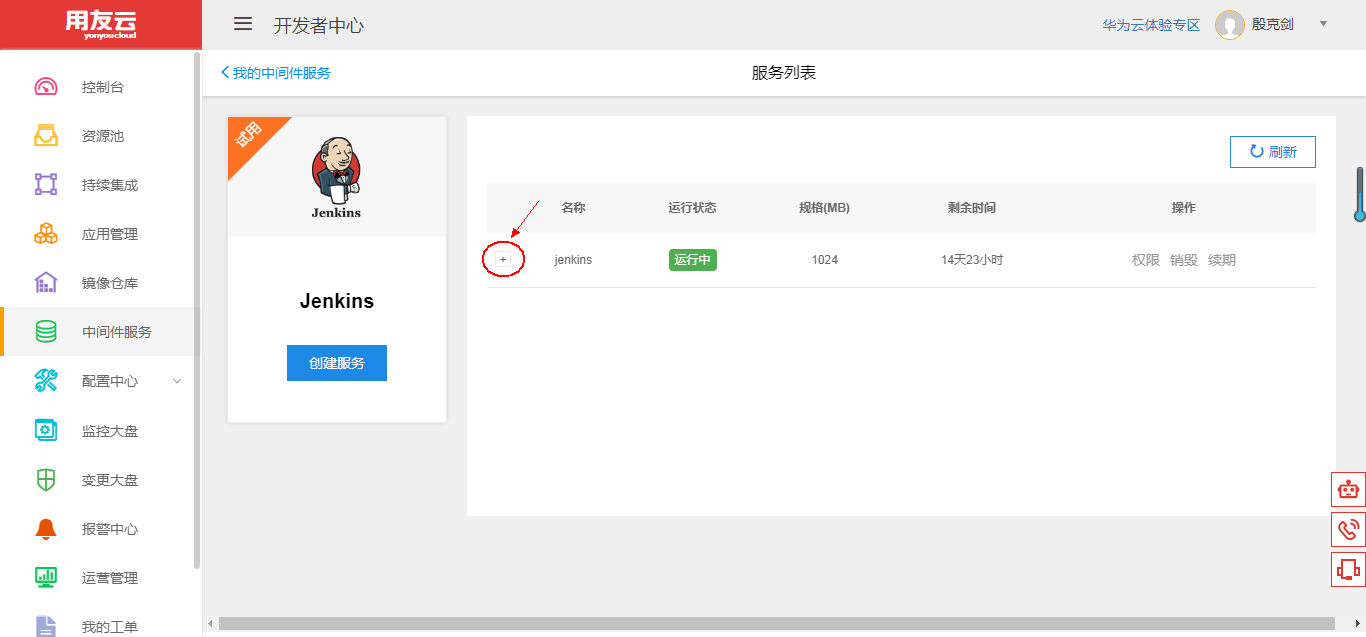 用友云
yonyoucloud
开发者中心
华为云体验专区
殷克剑
控制台
资源池
持续集成
应用管理
镜像仓库
中间件服务
配置中心
监控大盘
变更大盘
报警中心
运营管理
我的工单
我的中间件服务
服务列表
试用
Jenkins
Jenkins
创建服务
刷新
名称 运行状态 规格(MB) 剩余时间 操作
+ jenkins 运行中 1024 14天23小时 权限 销毁 续期